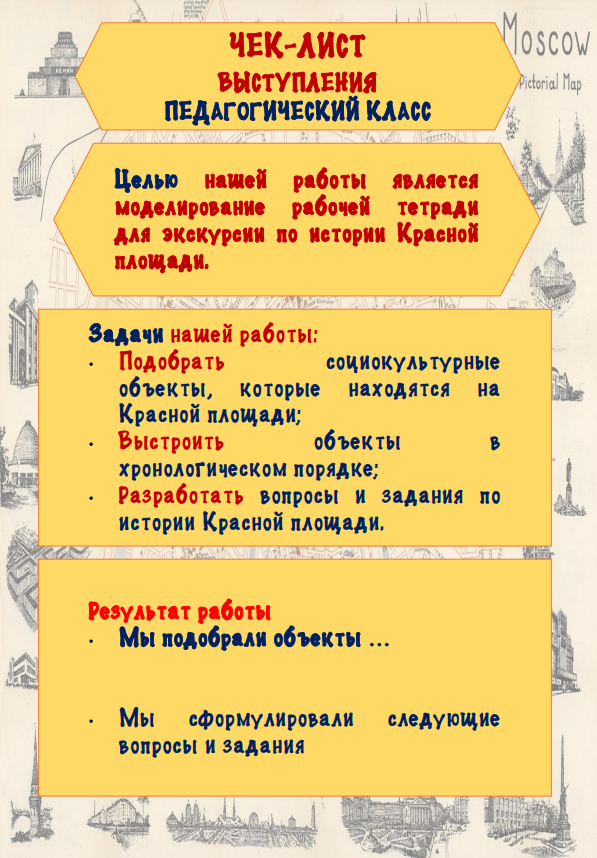 Moscow
Pictorial Map
ЛЕНИН
ЧЕК-ЛИСТ
ВЫСТУПЛЕНИЯ
ПЕДАГОГИЧЕСКИЙ КЛАСС
Целью нашей работы является
моделирование рабочей тетради
для экскурсии по истории Красной
площади.
Задачи нашей работы:
• Подобрать социокультурные
объекты, которые находятся на
Красной площади;
• Выстроить объекты в
хронологическом порядке;
• Разработать вопросы и задания по
истории Красной площади.
Результат работы
• Мы подобрали объекты ...
• Мы сформулировали следующие
вопросы и задания